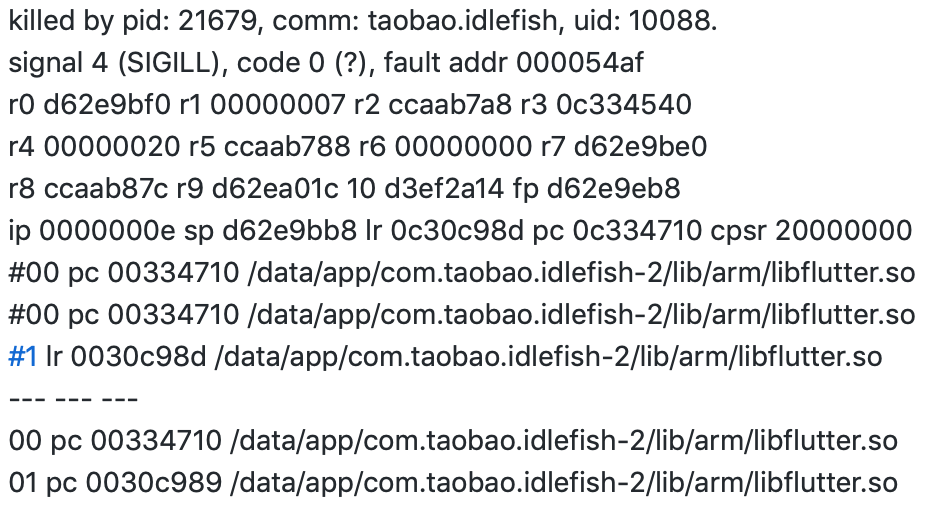 killed by pid: 21679, comm: taobao.idlefish, uid: 10088.
signal 4 (SIGILL), code 0 (?), fault addr 000054af
r0 d62e9bf0 r1 00000007 r2 ccaab7a8 r3 0c334540
r4 00000020 r5 ccaab788 r6 00000000 r7 d62e9be0
r8 ccaab87c r9 d62ea01c 10 d3ef2a14 fp d62e9eb8
ip 0000000e sp d62e9bb8 lr 0c30c98d pc 0c334710 cpsr 20000000
#00 pc 00334710 /data/app/com.taobao.idlefish-2/lib/arm/libflutter.so
#00 pc 00334710 /data/app/com.taobao.idlefish-2/lib/arm/libflutter.so
#1 lr 0030c98d /data/app/com.taobao.idlefish-2/lib/arm/libflutter.so
--- --- ---
00 pc 00334710 /data/app/com.taobao.idlefish-2/lib/arm/libflutter.so
01 pc 0030c989 /data/app/com.taobao.idlefish-2/lib/arm/libflutter.so